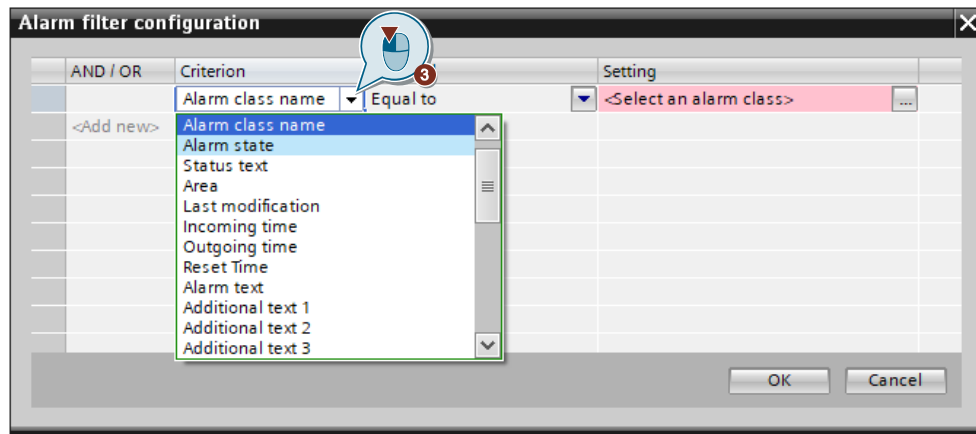 Alarm filter configuration
AND / OR Criterion Setting
Alarm class name Equal to <Select an alarm class> ...
<Add new> Alarm class name
Alarm state
Status text
Area
Last modification
Incoming time
Outgoing time
Reset Time
Alarm text
Additional text 1
Additional text 2
Additional text 3
3
OK Cancel